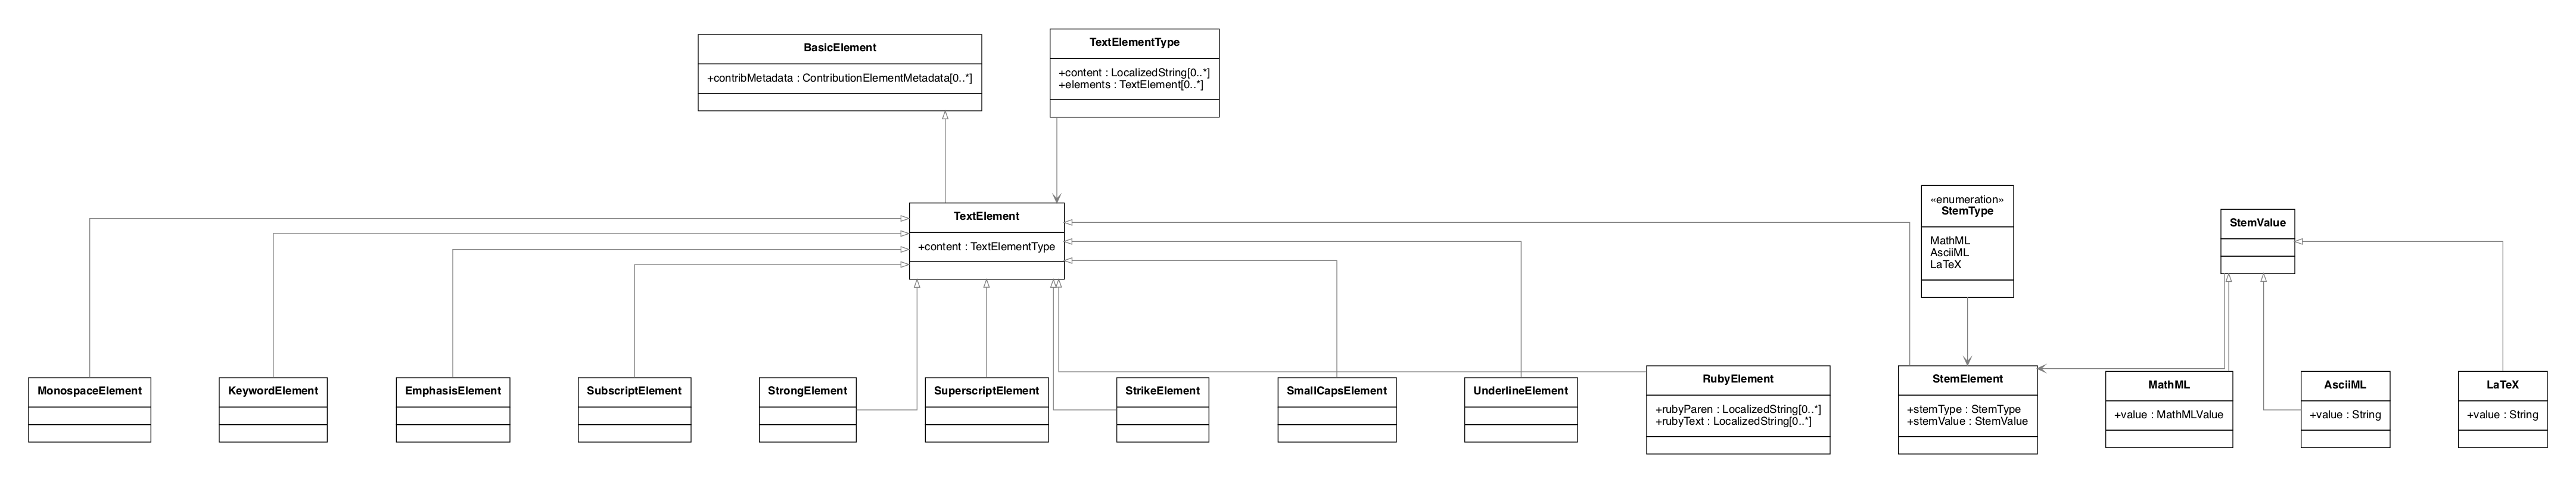 BasicElement
+contribMetadata : ContributionElementMetadata[0..*]
TextElementType
+content : LocalizedString[0..*]
+elements : TextElement[0..*]
TextElement
+content : TextElementType
«enumeration»
StemType
MathML
AsciiML
LaTeX
StemValue
MonospaceElement
KeywordElement
EmphasisElement
SubscriptElement
StrongElement
SuperscriptElement
StrikeElement
SmallCapsElement
UnderlineElement
RubyElement
+rubyParen : LocalizedString[0..*]
+rubyText : LocalizedString[0..*]
StemElement
+stemType : StemType
+stemValue : StemValue
MathML
+value : MathMLValue
AsciiML
+value : String
LaTeX
+value : String